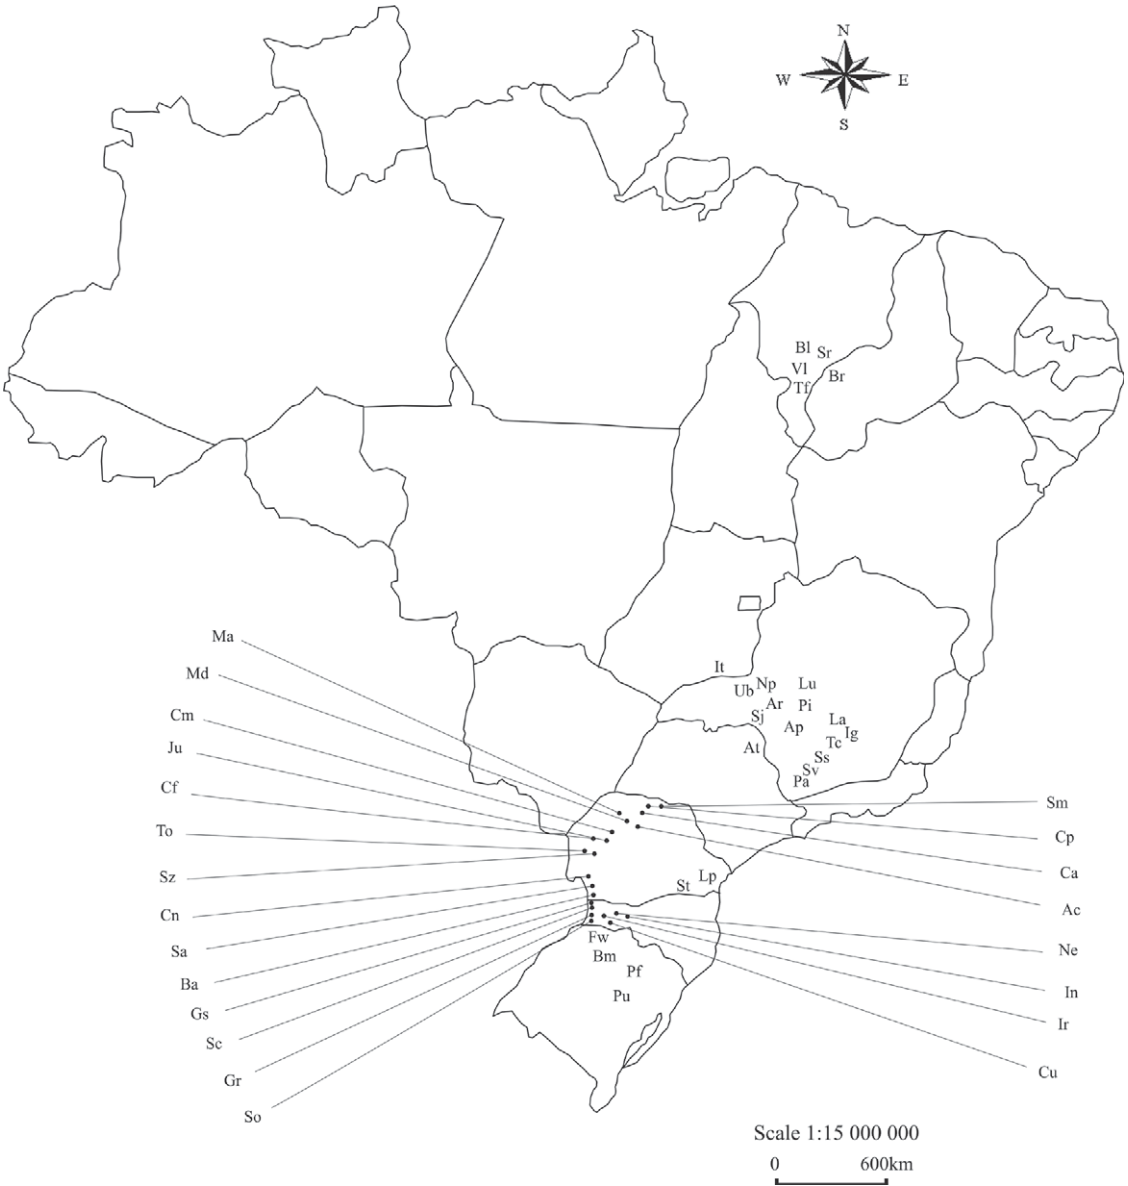 N
W E
S
Bl Sr
Vl Br
Tf
It
Ub Np Lu
Ar Pi
Sj Ap La
At Tc Ig
Ss
Sv
Pa
Ma
Md
Cm
Ju
Cf
To
Sz
Cn
Sa
Ba
Gs
Sc
Gr
So
Sm
Cp
Ca
Ac
Ne
In
Ir
Cu
Lp
St
Fw
Bm
Pf
Pu
Scale 1:15 000 000
0 600km